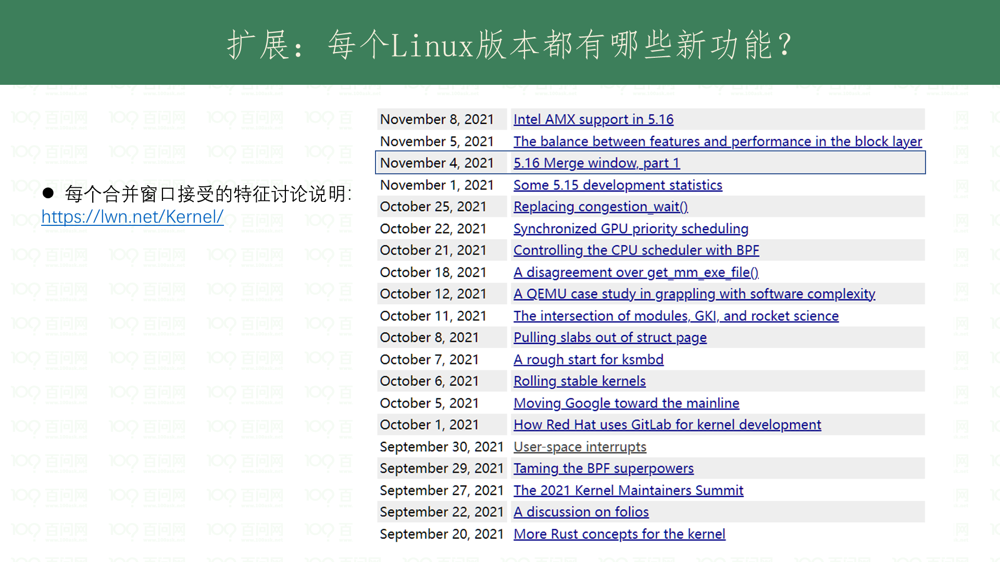 扩展：每个Linux版本都有哪些新功能？
● 每个合并窗口接受的特征讨论说明：
https://lwn.net/Kernel/
November 8, 2021 Intel AMX support in 5.16
November 5, 2021 The balance between features and performance in the block layer
November 4, 2021 5.16 Merge window, part 1
November 1, 2021 Some 5.15 development statistics
October 25, 2021 Replacing congestion_wait()
October 22, 2021 Synchronized GPU priority scheduling
October 21, 2021 Controlling the CPU scheduler with BPF
October 18, 2021 A disagreement over get_mm_exe_file()
October 12, 2021 A QEMU case study in grappling with software complexity
October 11, 2021 The intersection of modules, GKI, and rocket science
October 8, 2021 Pulling slabs out of struct page
October 7, 2021 A rough start for ksmbd
October 6, 2021 Rolling stable kernels
October 5, 2021 Moving Google toward the mainline
October 1, 2021 How Red Hat uses GitLab for kernel development
September 30, 2021 User-space interrupts
September 29, 2021 Taming the BPF superpowers
September 27, 2021 The 2021 Kernel Maintainers Summit
September 22, 2021 A discussion on folios
September 20, 2021 More Rust concepts for the kernel